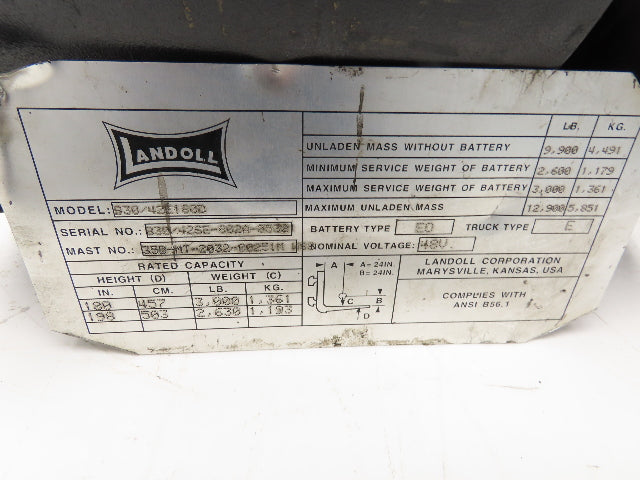 LANDOLL
LB. KG.
UNLADEN MASS WITHOUT BATTERY 9,900 4,491
MINIMUM SERVICE WEIGHT OF BATTERY 2,600 1,179
MAXIMUM SERVICE WEIGHT OF BATTERY 3,000 1,361
MAXIMUM UNLADEN MASS 12,900 5,851
MODEL:
SERIAL NO.:
BATTERY TYPE EO TRUCK TYPE E
MAST NO.:
NOMINAL VOLTAGE: 48V.
RATED CAPACITY
HEIGHT (D) WEIGHT (C)
IN. CM. LB. KG.
180 457 3,000 1,361
198 503 2,630 1,193
A A-24IN.
B-24IN.
C B
D
LANDOLL CORPORATION
MARYSVILLE, KANSAS, USA
COMPLIES WITH
ANSI B56.1